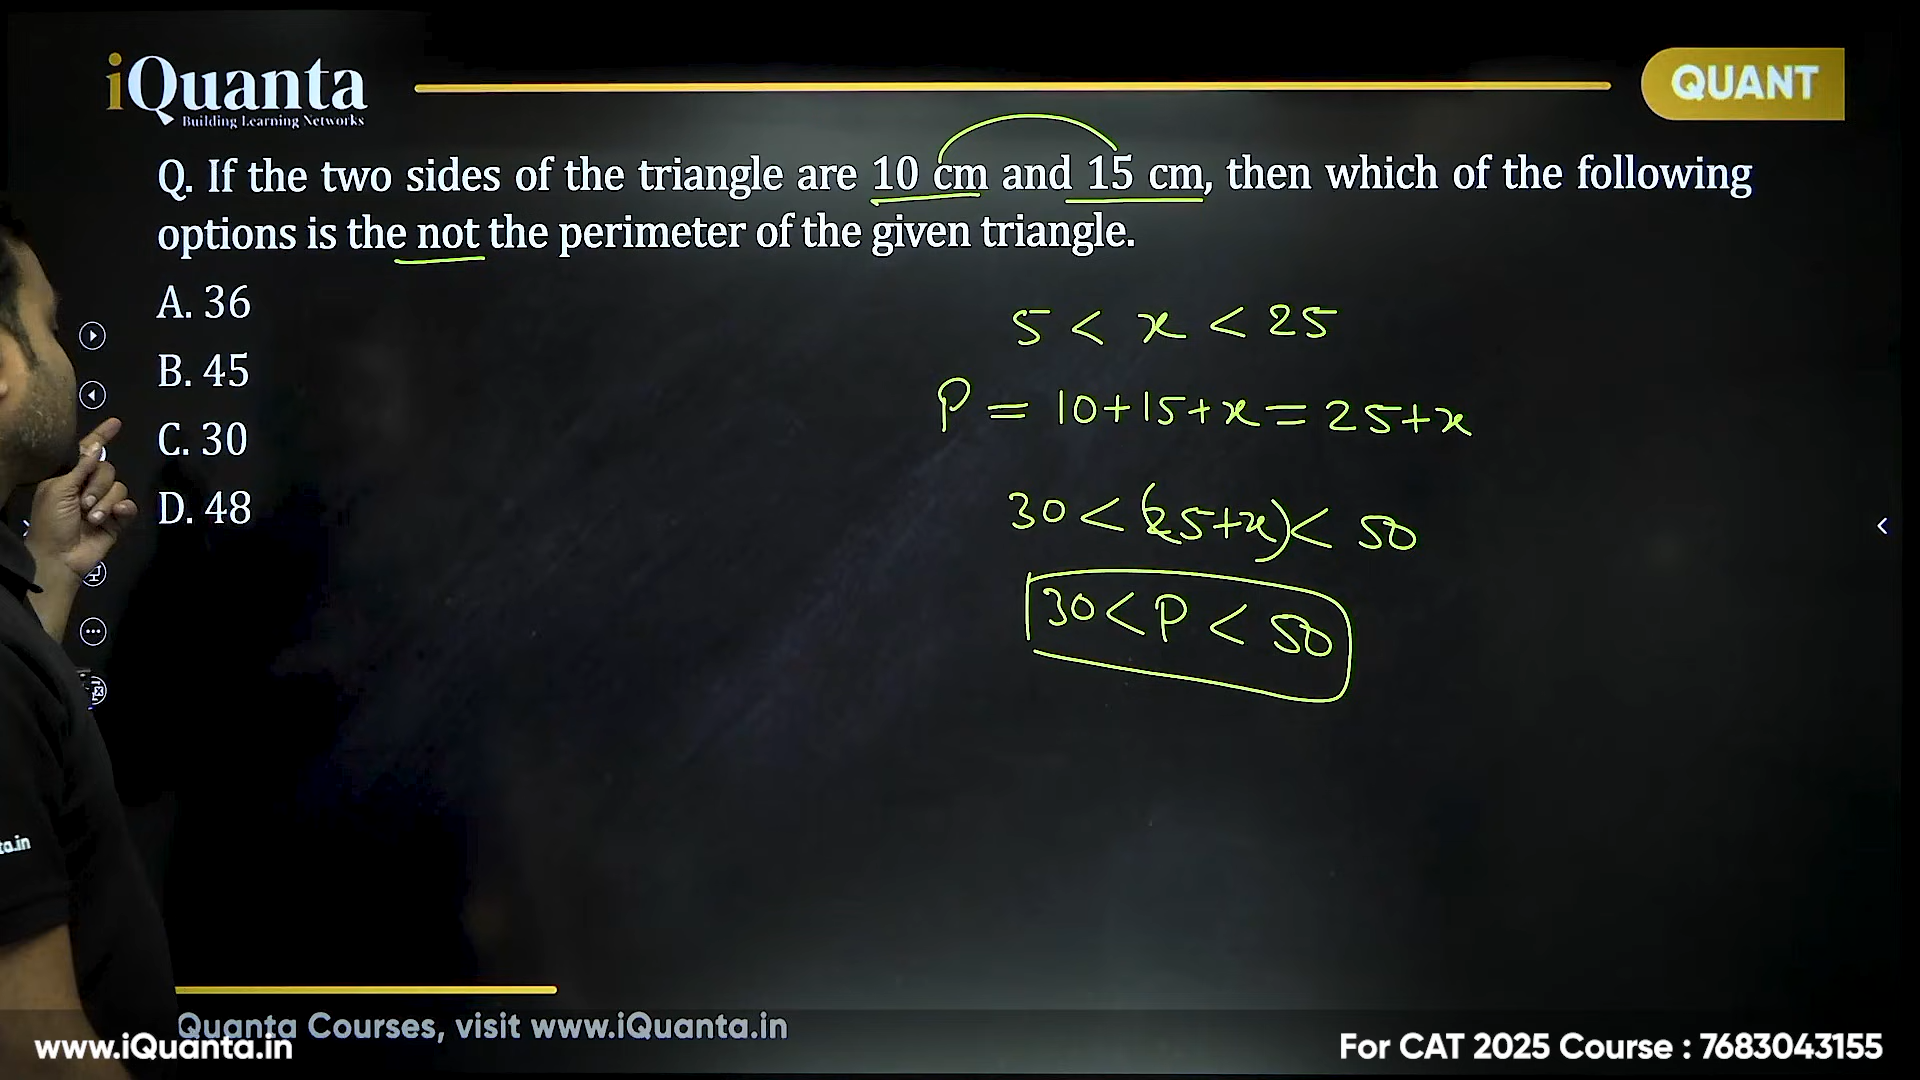 iQuanta
Building Learning Networks
QUANT
Q. If the two sides of the triangle are 10 cm and 15 cm, then which of the following
options is the not the perimeter of the given triangle.
A. 36
B. 45
C. 30
D. 48
5 < x < 25
P = 10+15+x = 25+x
30 < (25+x) < 50
30 < P < 50
ta.in
Quanta Courses, visit www.iQuanta.in
www.iQuanta.in
For CAT 2025 Course : 7683043155